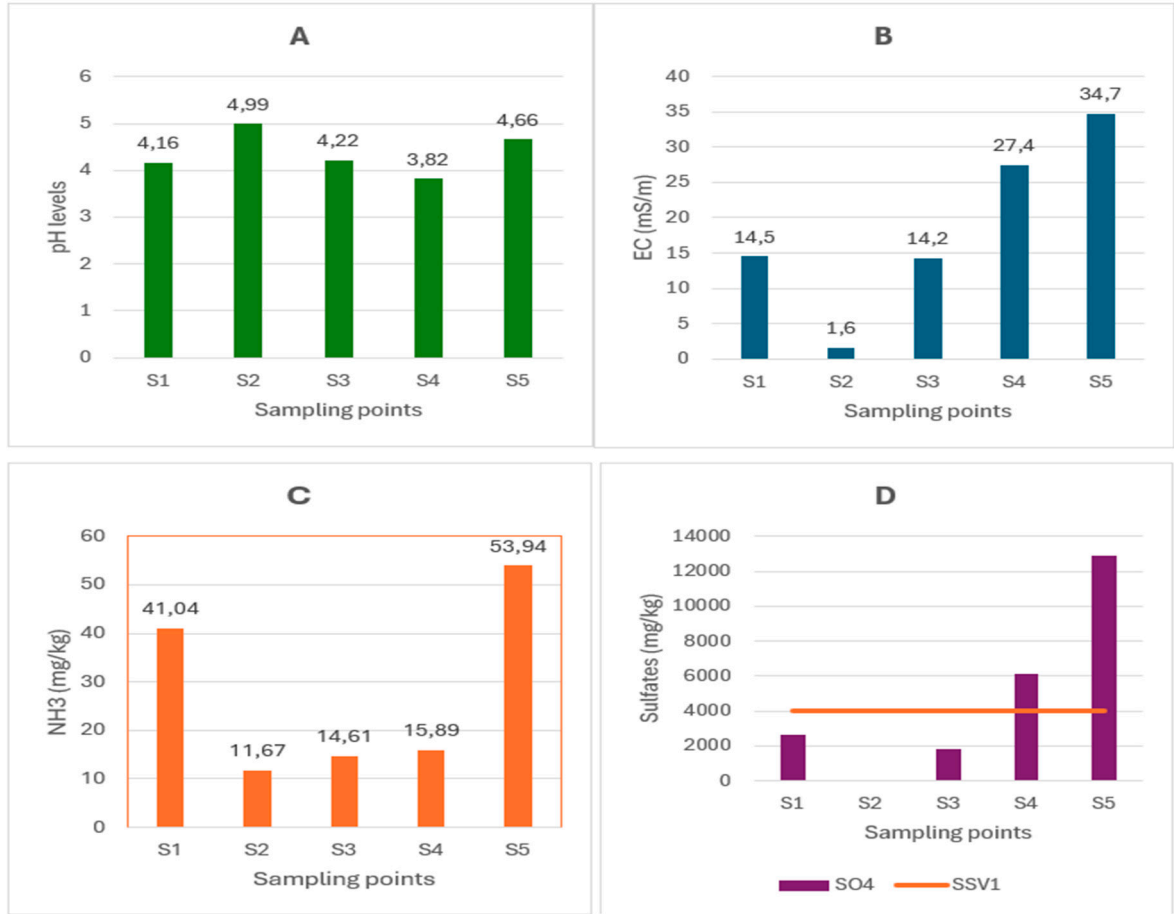 A
pH levels
6
5
4
3
2
1
0
4,16
4,99
4,22
3,82
4,66
S1 S2 S3 S4 S5
Sampling points
B
EC (mS/m)
40
35
30
25
20
15
10
5
0
14,5
1,6
14,2
27,4
34,7
S1 S2 S3 S4 S5
Sampling points
C
NH3 (mg/kg)
60
50
40
30
20
10
0
41,04
11,67
14,61
15,89
53,94
S1 S2 S3 S4 S5
Sampling points
D
Sulfates (mg/kg)
14000
12000
10000
8000
6000
4000
2000
0
S1 S2 S3 S4 S5
Sampling points
SO4 SSV1